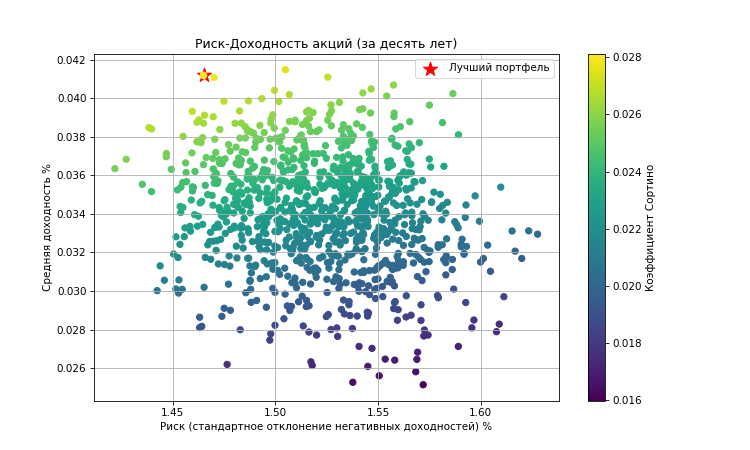 Риск-Доходность акций (за десять лет)
Лучший портфель
0.042
0.040
0.038
0.036
0.034
0.032
0.030
0.028
0.026
Средняя доходность %
1.45 1.50 1.55 1.60
Риск (стандартное отклонение негативных доходностей) %
0.028
0.026
0.024
0.022
0.020
0.018
0.016
Коэффициент Сортино